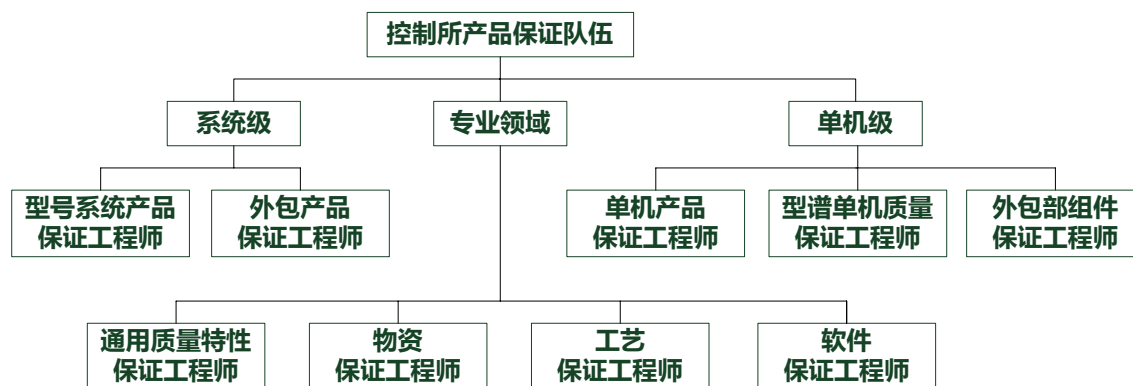 控制所产品保证队伍
系统级
专业领域
单机级
型号系统产品
保证工程师
外包产品
保证工程师
单机产品
保证工程师
型谱单机质量
保证工程师
外包部组件
保证工程师
通用质量特性
保证工程师
物资
保证工程师
工艺
保证工程师
软件
保证工程师